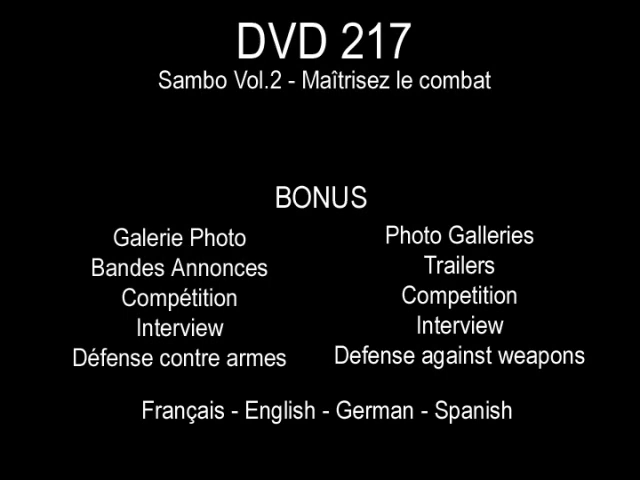 DVD 217
Sambo Vol.2 - Maîtrisez le combat
BONUS
Galerie Photo
Bandes Annonces
Compétition
Interview
Défense contre armes
Photo Galleries
Trailers
Competition
Interview
Defense against weapons
Français - English - German - Spanish